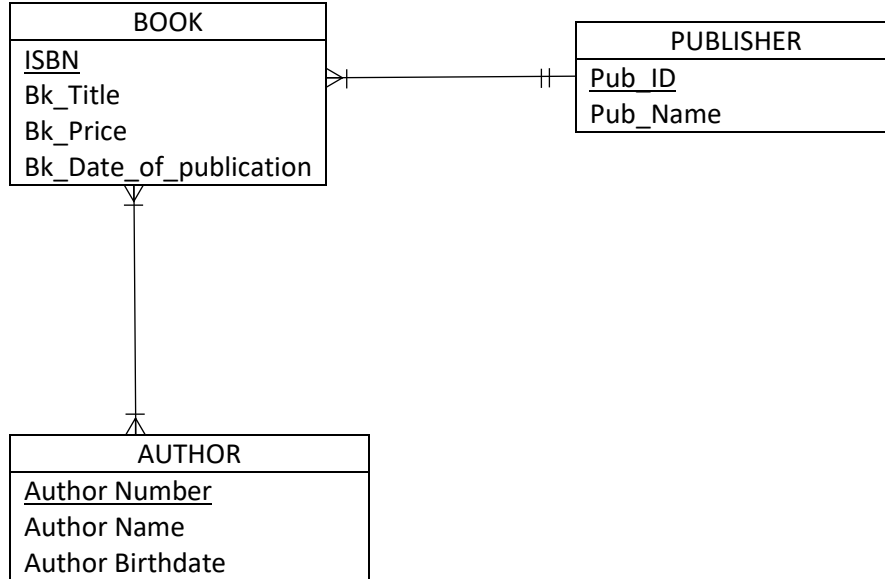 BOOK
ISBN
Bk_Title
Bk_Price
Bk_Date_of_publication
PUBLISHER
Pub_ID
Pub_Name
AUTHOR
Author Number
Author Name
Author Birthdate